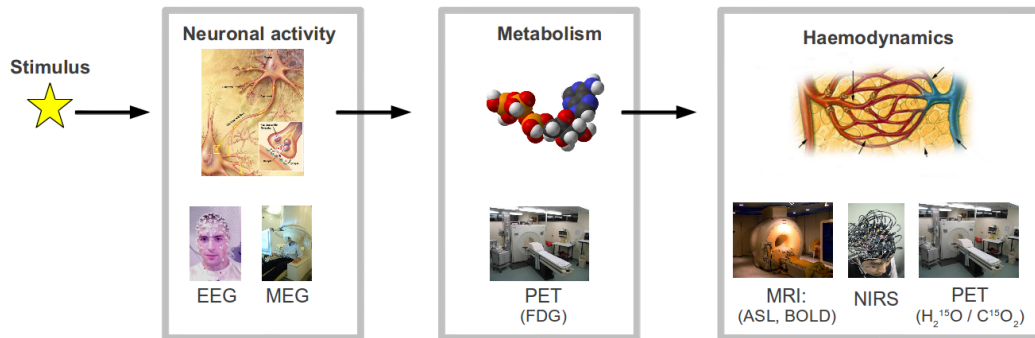 Stimulus
Neuronal activity
EEG
MEG
Metabolism
PET
(FDG)
Haemodynamics
MRI:
(ASL, BOLD)
NIRS
PET
(H₂¹⁵O / C¹⁵O₂)